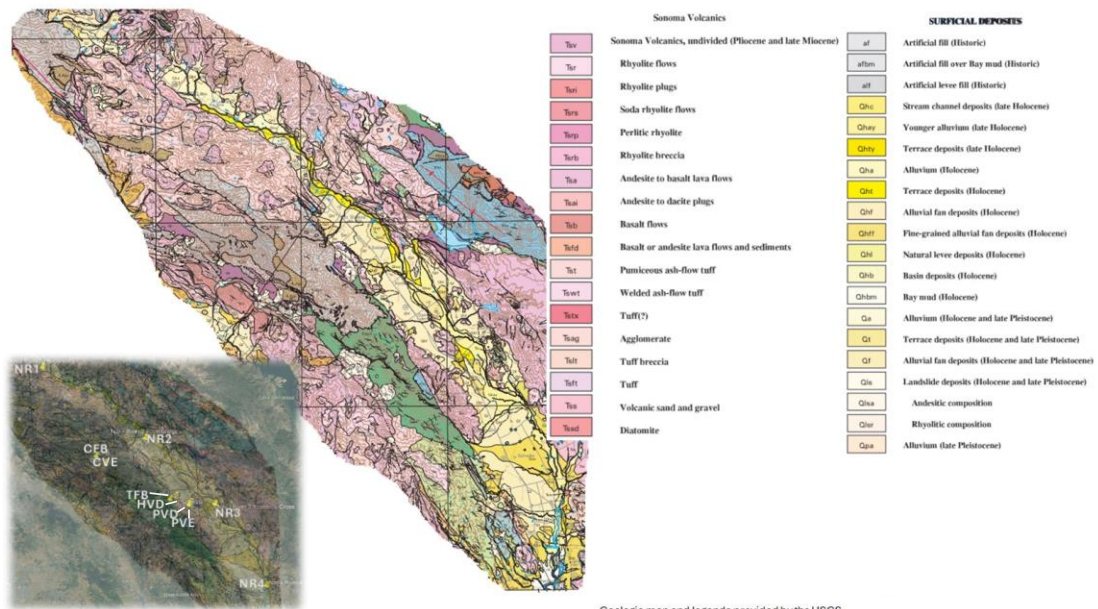 Sonoma Volcanics
Tsv Sonoma Volcanics, undivided (Pliocene and late Miocene)
Tsr Rhyolite flows
Tsri Rhyolite plugs
Tsrs Soda rhyolite flows
Tsrp Perlitic rhyolite
Tsrb Rhyolite breccia
Tsa Andesite to basalt lava flows
Tsai Andesite to dacite plugs
Tsb Basalt flows
Tsfd Basalt or andesite lava flows and sediments
Tst Pumiceous ash-flow tuff
Tswt Welded ash-flow tuff
Tstx Tuff(?)
Tsag Agglomerate
Tslt Tuff breccia
Tsft Tuff
Tss Volcanic sand and gravel
Tssd Diatomite
SURFICIAL DEPOSITS
af Artificial fill (Historic)
afbm Artificial fill over Bay mud (Historic)
alf Artificial levee fill (Historic)
Qhc Stream channel deposits (late Holocene)
Qhay Younger alluvium (late Holocene)
Qhty Terrace deposits (late Holocene)
Qha Alluvium (Holocene)
Qht Terrace deposits (Holocene)
Qhf Alluvial fan deposits (Holocene)
Qhff Fine-grained alluvial fan deposits (Holocene)
Qhl Natural levee deposits (Holocene)
Qhb Basin deposits (Holocene)
Qhbm Bay mud (Holocene)
Qa Alluvium (Holocene and late Pleistocene)
Qt Terrace deposits (Holocene and late Pleistocene)
Qf Alluvial fan deposits (Holocene and late Pleistocene)
Qls Landslide deposits (Holocene and late Pleistocene)
Qlsa Andesitic composition
Qlsr Rhyolitic composition
Qpa Alluvium (late Pleistocene)
NR1
NR2
CFB
CVE
TFB
HVD
PVD
PVE
NR3
NR4
Geologic map and legends provided by the USGS